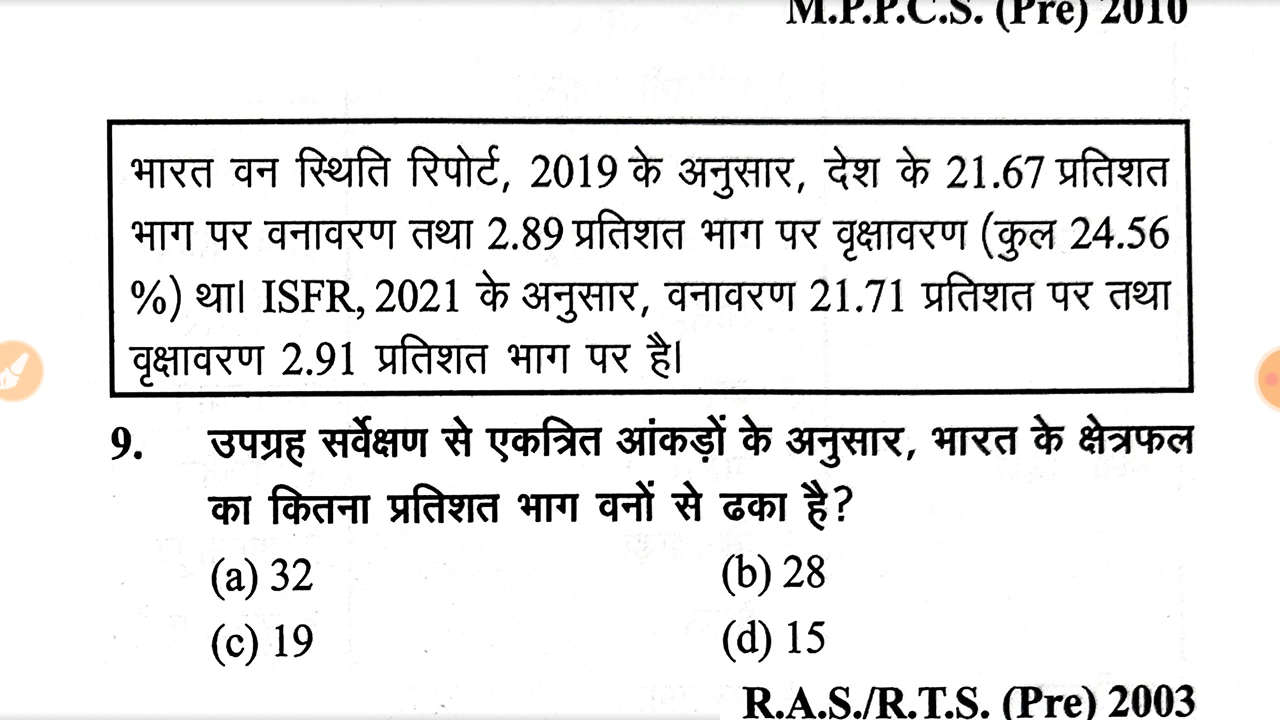 M.P.P.C.S. (Pre) 2010
भारत वन स्थिति रिपोर्ट, 2019 के अनुसार, देश के 21.67 प्रतिशत
भाग पर वनावरण तथा 2.89 प्रतिशत भाग पर वृक्षावरण (कुल 24.56
%) था। ISFR, 2021 के अनुसार, वनावरण 21.71 प्रतिशत पर तथा
वृक्षावरण 2.91 प्रतिशत भाग पर है।
9. उपग्रह सर्वेक्षण से एकत्रित आंकड़ों के अनुसार, भारत के क्षेत्रफल
का कितना प्रतिशत भाग वनों से ढका है?
(a) 32 (b) 28
(c) 19 (d) 15
R.A.S./R.T.S. (Pre) 2003